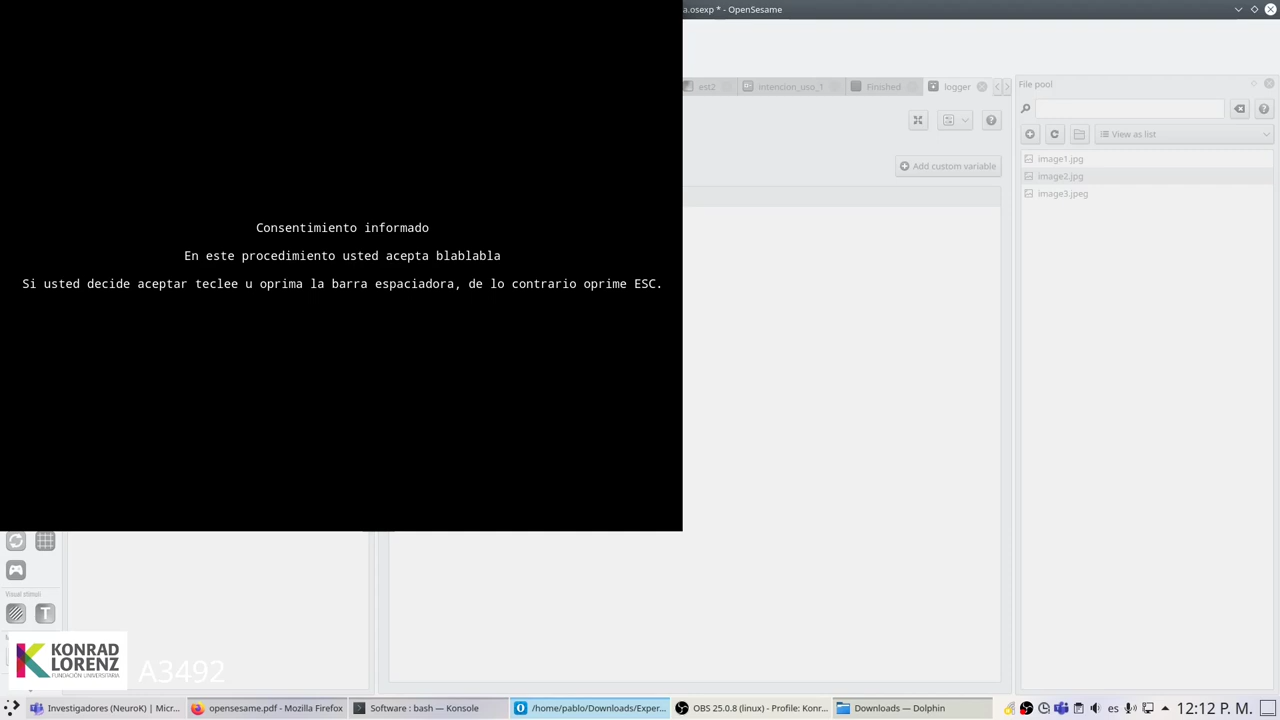 a.osexp * - OpenSesame
est2
intencion_uso_1
Finished
logger
File pool
Add custom variable
View as list
image1.jpg
image2.jpg
image3.jpeg
Consentimiento informado
En este procedimiento usted acepta blablabla
Si usted decide aceptar teclee u oprima la barra espaciadora, de lo contrario oprime ESC.
Visual stimuli
T
KONRAD
LORENZ
FUNDACIÓN UNIVERSITARIA
A3492
Investigadores (NeuroK) | Micr...
opensesame.pdf - Mozilla Firefox
Software : bash — Konsole
/home/pablo/Downloads/Exper...
OBS 25.0.8 (linux) - Profile: Konr...
Downloads — Dolphin
es
12:12 P. M.